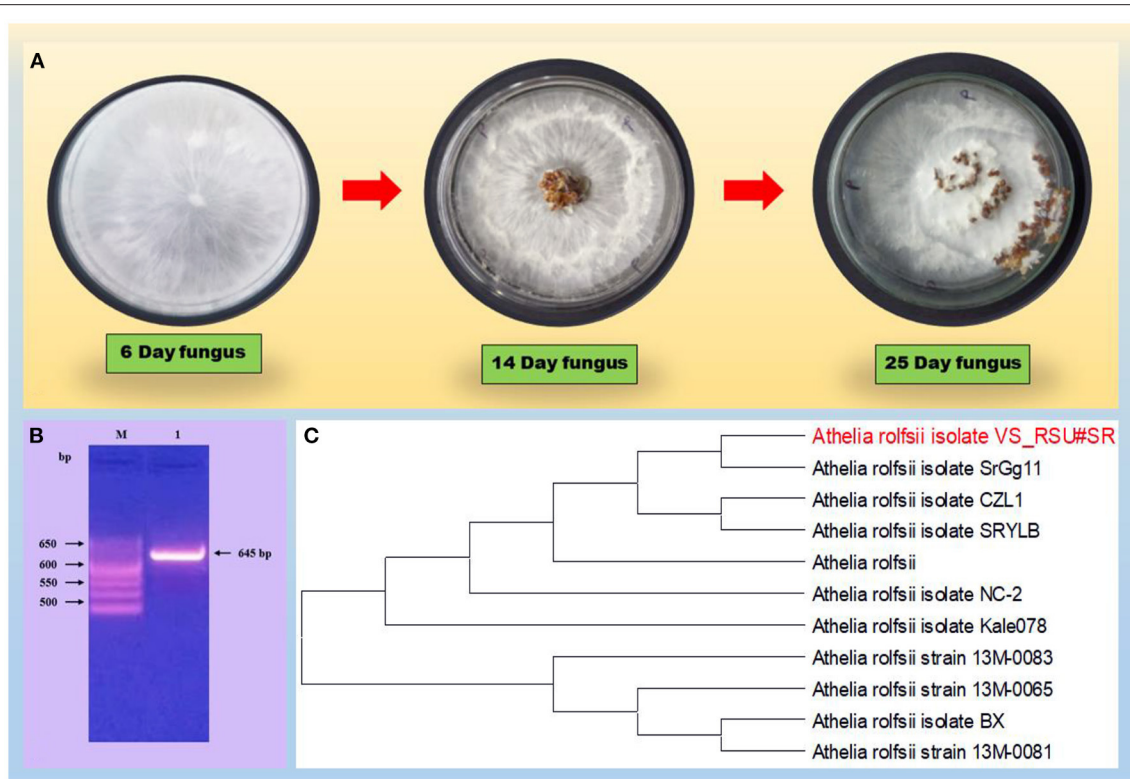 A
6 Day fungus
14 Day fungus
25 Day fungus
B
M 1
bp
650
600
550
500
645 bp
C
Athelia rolfsii isolate VS_RSU#SR
Athelia rolfsii isolate SrGg11
Athelia rolfsii isolate CZL1
Athelia rolfsii isolate SRYLB
Athelia rolfsii
Athelia rolfsii isolate NC-2
Athelia rolfsii isolate Kale078
Athelia rolfsii strain 13M-0083
Athelia rolfsii strain 13M-0065
Athelia rolfsii isolate BX
Athelia rolfsii strain 13M-0081